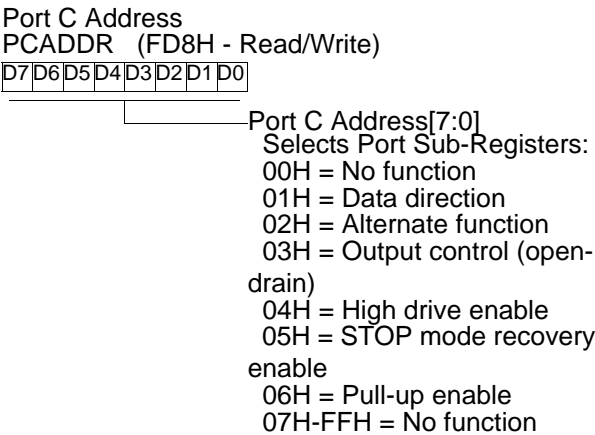 Port C Address
PCADDR (FD8H - Read/Write)
D7 D6 D5 D4 D3 D2 D1 D0
Port C Address[7:0]
Selects Port Sub-Registers:
00H = No function
01H = Data direction
02H = Alternate function
03H = Output control (open-
drain)
04H = High drive enable
05H = STOP mode recovery
enable
06H = Pull-up enable
07H-FFH = No function